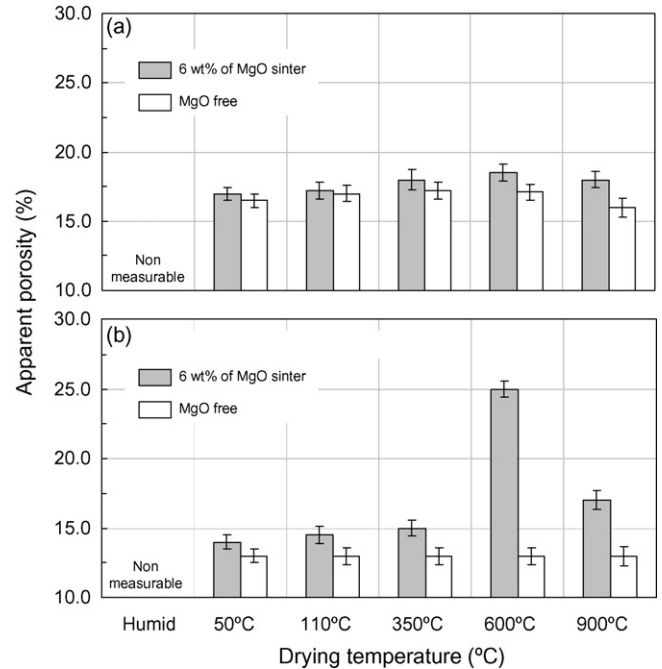 Apparent porosity (%)
(a)
30.0
25.0
20.0
15.0
10.0
6 wt% of MgO sinter
MgO free
Non
measurable
(b)
30.0
25.0
20.0
15.0
10.0
6 wt% of MgO sinter
MgO free
Non
measurable
Humid 50ºC 110ºC 350ºC 600ºC 900ºC
Drying temperature (ºC)